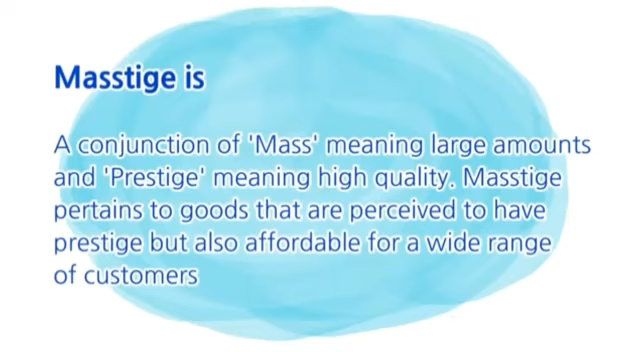 Masstige is
A conjunction of 'Mass' meaning large amounts
and 'Prestige' meaning high quality. Masstige
pertains to goods that are perceived to have
prestige but also affordable for a wide range
of customers